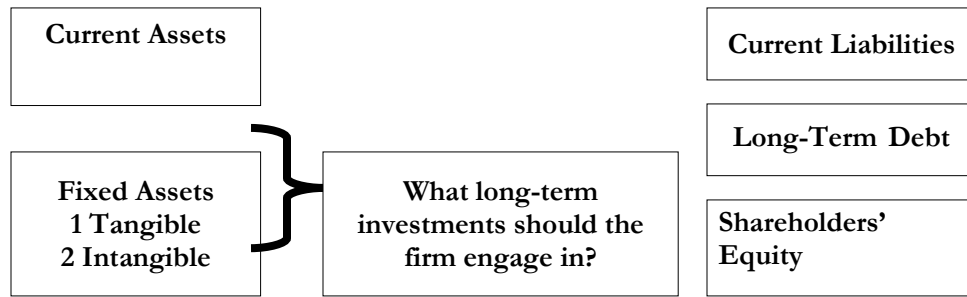 Current Assets
Fixed Assets
1 Tangible
2 Intangible
What long-term
investments should the
firm engage in?
Current Liabilities
Long-Term Debt
Shareholders’
Equity